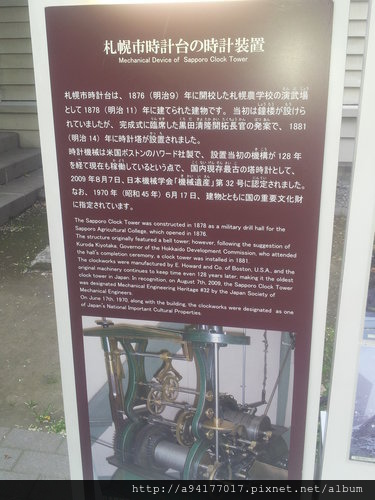 札幌市時計台の時計装置
Mechanical Device of Sapporo Clock Tower
札幌市時計台は、1876（明治9）年に開校した札幌農学校の演武場
として1878（明治11）年に建てられた建物です。当初は鐘楼が設けら
れていましたが、完成式に臨席した黒田清隆開拓長官の発案で、1881
（明治14）年に時計塔が設置されました。
時計機械は米国ボストンのハワード社製で、設置当初の機構が128年
を経て現在も稼働しているという点で、国内現存最古の塔時計として、
2009年8月7日、日本機械学会「機械遺産」第32号に認定されました。
なお、1970年（昭和45年）6月17日、建物とともに国の重要文化財
に指定されています。
The Sapporo Clock Tower was constructed in 1878 as a military drill hall for the
Sapporo Agricultural College, which opened in 1876.
The structure originally featured a bell tower; however, following the suggestion of
Kuroda Kiyotaka, Governor of the Hokkaido Development Commission, who attended
the hall's completion ceremony, a clock tower was installed in 1881.
The clockworks were manufactured by E. Howard and Co. of Boston, U.S.A., and the
original machinery continues to keep time even 128 years later, making it the oldest
clock tower in Japan. In recognition, on August 7th, 2009, the Sapporo Clock Tower
was designated Mechanical Engineering Heritage #32 by the Japan Society of
Mechanical Engineers.
On June 17th, 1970, along with the building, the clockworks were designated as one
of Japan's National Important Cultural Properties.
http://a94177017.pixnet.net/album